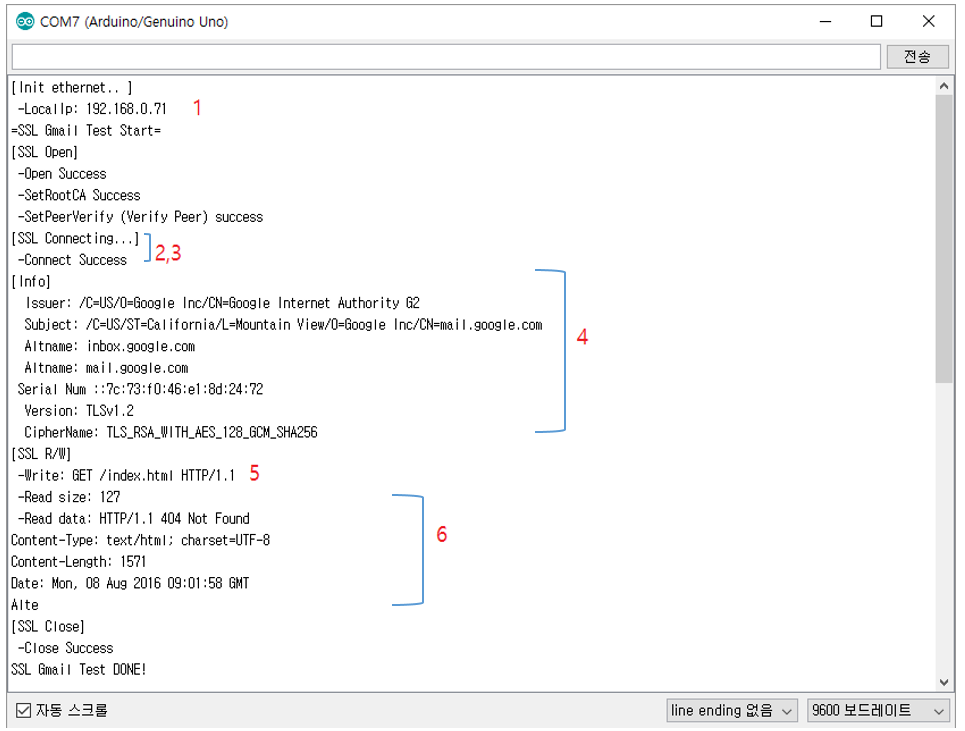 COM7 (Arduino/Genuino Uno)
전송
[Init ethernet.. ]
-LocalIp: 192.168.0.71 1
=SSL Gmail Test Start=
[SSL Open]
-Open Success
-SetRootCA Success
-SetPeerVerify (Verify Peer) success
[SSL Connecting...]
2,3
-Connect Success
[Info]
Issuer: /C=US/O=Google Inc/CN=Google Internet Authority G2
Subject: /C=US/ST=California/L=Mountain View/O=Google Inc/CN=mail.google.com
4
Altname: inbox.google.com
Altname: mail.google.com
Serial Num ::7c:73:f0:46:e1:8d:24:72
Version: TLSv1.2
CipherName: TLS_RSA_WITH_AES_128_GCM_SHA256
[SSL R/W]
-Write: GET /index.html HTTP/1.1 5
-Read size: 127
-Read data: HTTP/1.1 404 Not Found
6
Content-Type: text/html; charset=UTF-8
Content-Length: 1571
Date: Mon, 08 Aug 2016 09:01:58 GMT
Alte
[SSL Close]
-Close Success
SSL Gmail Test DONE!
자동 스크롤
line ending 없음
9600 보드레이트